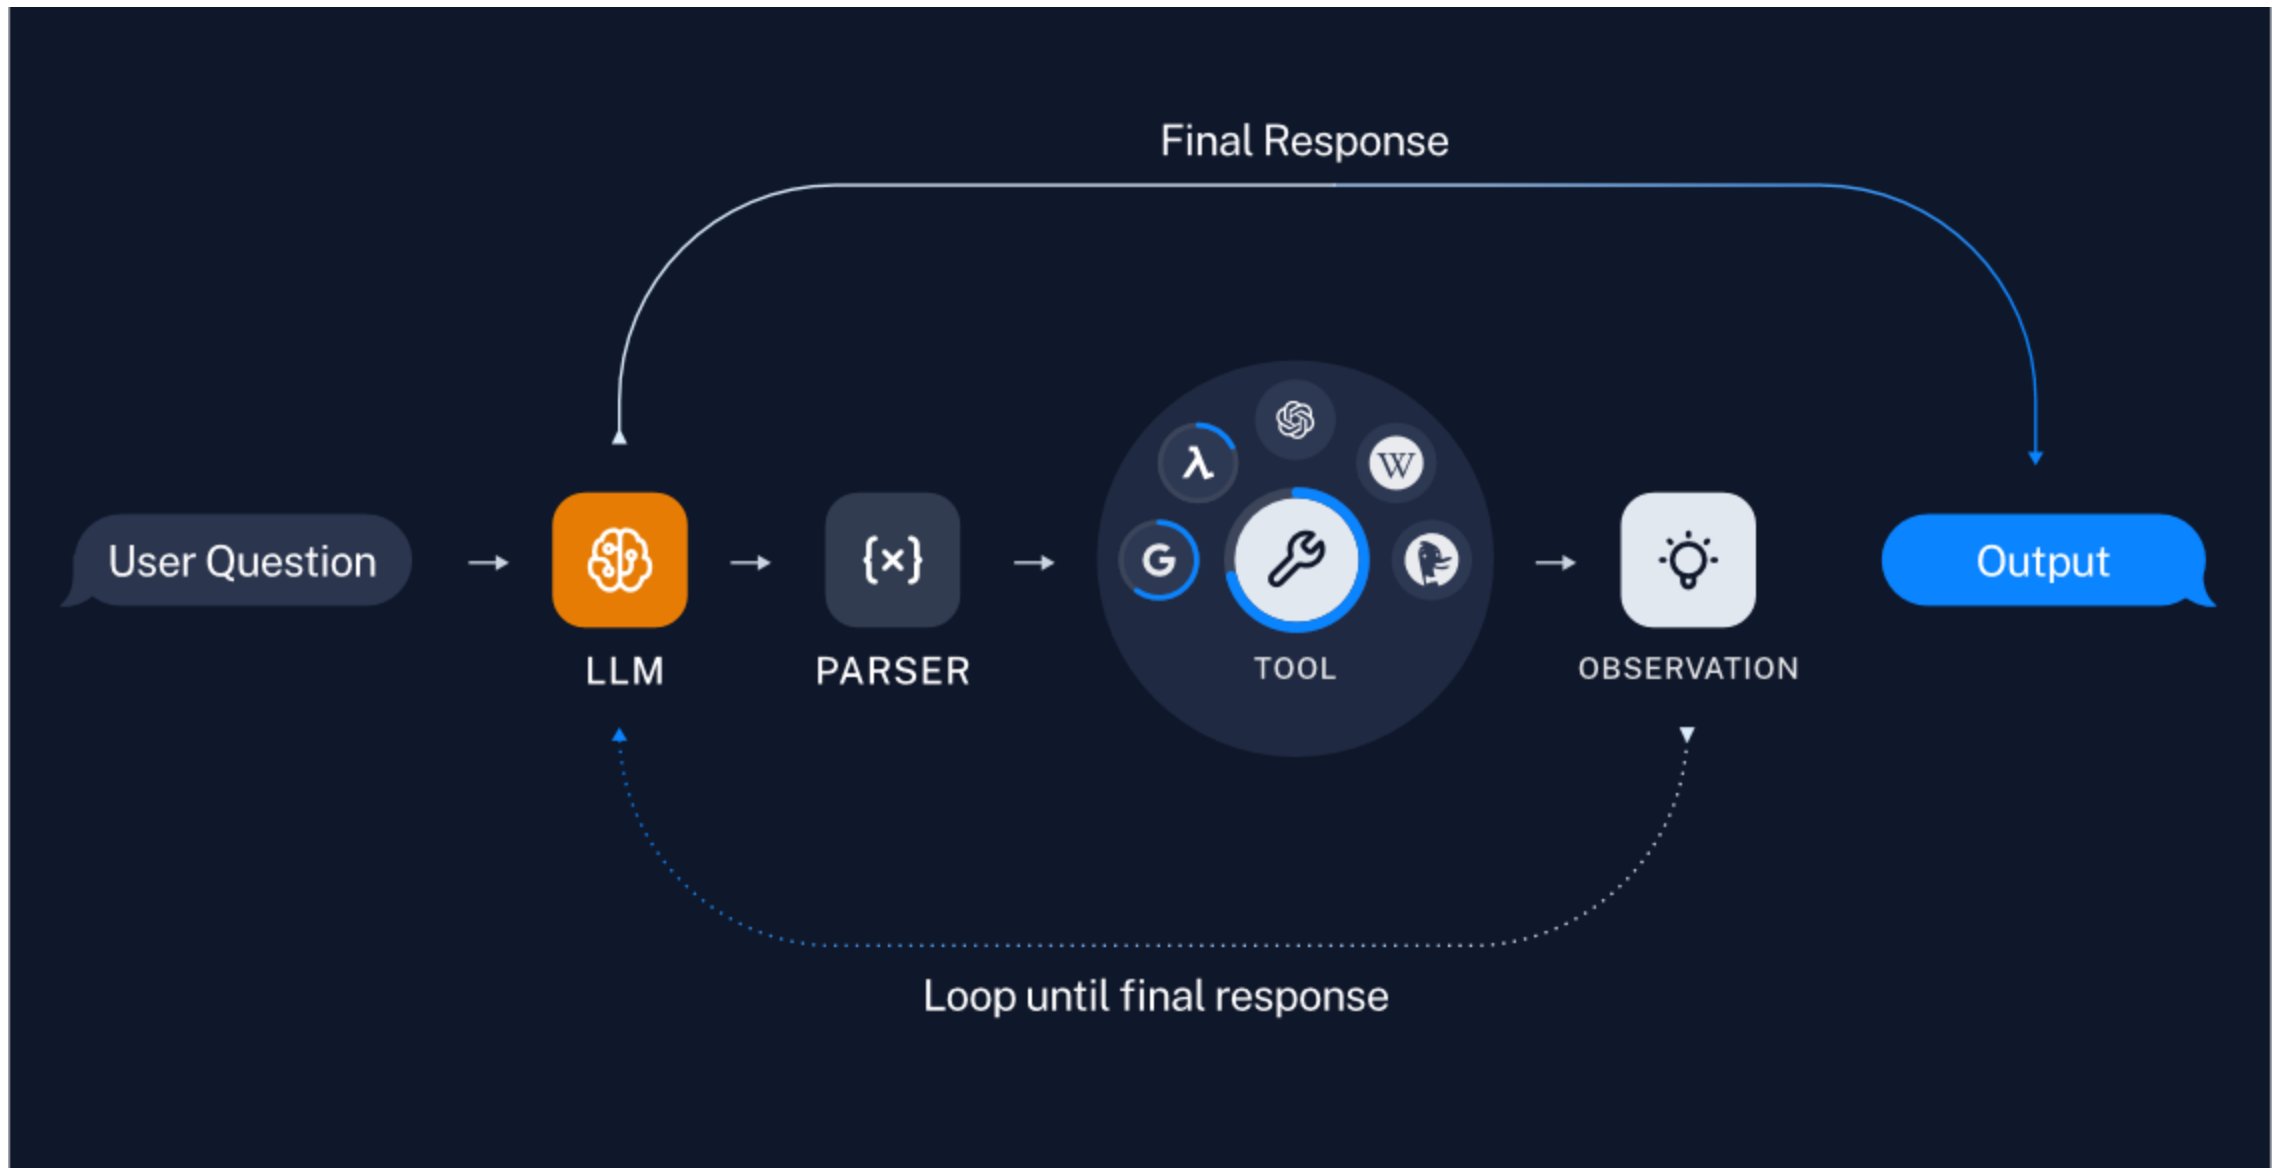 Final Response
λ
W
G
User Question
Output
{×}
LLM
PARSER
TOOL
OBSERVATION
Loop until final response